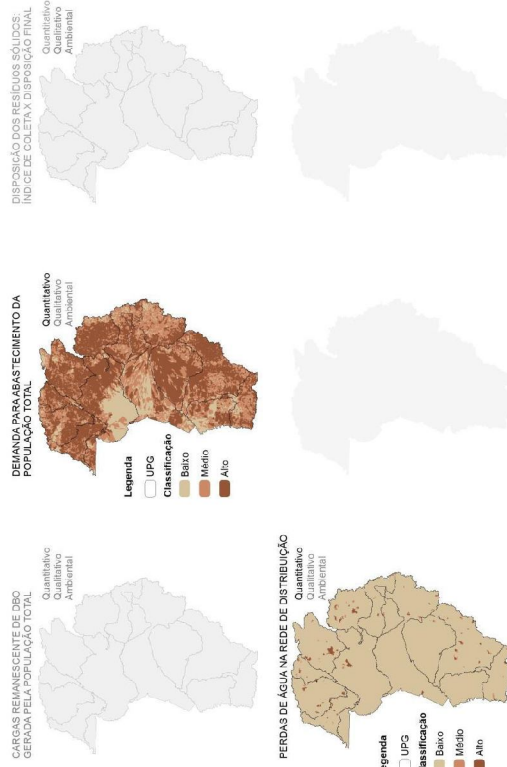 CARGAS REMANESCENTE DE DBO
GERADA PELA POPULAÇÃO TOTAL
Quantitativo
Qualitativo
Ambiental
DEMANDA PARA ABASTECIMENTO DA
POPULAÇÃO TOTAL
Quantitativo
Qualitativo
Ambiental
Legenda
UPG
Classificação
Baixo
Médio
Alto
DISPOSIÇÃO DOS RESÍDUOS SÓLIDOS:
ÍNDICE DE COLETA X DISPOSIÇÃO FINAL
Quantitativo
Qualitativo
Ambiental
PERDAS DE ÁGUA NA REDE DE DISTRIBUIÇÃO
Quantitativo
Qualitativo
Ambiental
egenda
UPG
assificação
Baixo
Médio
Alto